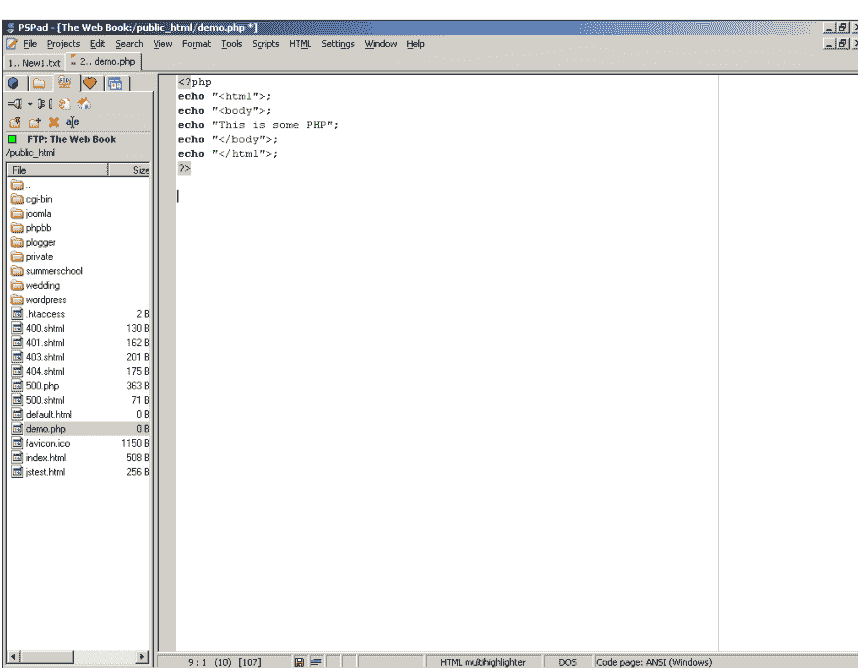 PSPad - [The Web Book:/public_html/demo.php *]
File Projects Edit Search View Format Tools Scripts HTML Settings Window Help
1.. New1.txt 2.. demo.php
FTP: The Web Book
/public_html
File Size
..
cgi-bin
joomla
phpbb
plogger
private
summerschool
wedding
wordpress
.htaccess 2 B
400.shtml 130 B
401.shtml 162 B
403.shtml 201 B
404.shtml 175 B
500.php 363 B
500.shtml 71 B
default.html 0 B
demo.php 0 B
favicon.ico 1150 B
index.html 508 B
jstest.html 256 B
<?php
echo "<html">;
echo "<body">;
echo "This is some PHP";
echo "</body">;
echo "</html">;
?>
9 : 1 (10) [107] HTML multihighlighter DOS Code page: ANSI (Windows)